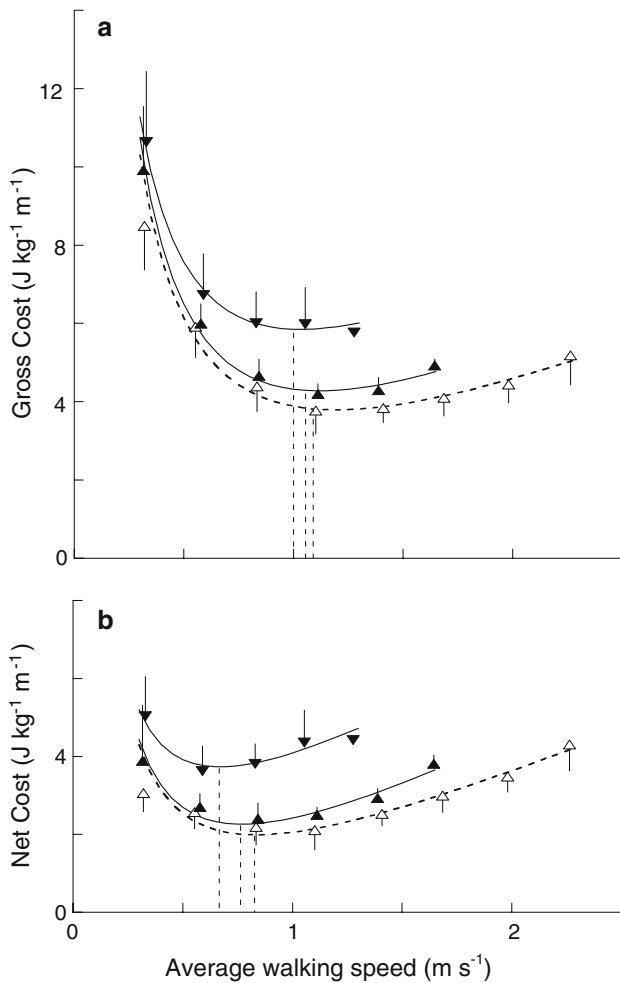 a
12
8
4
0
Gross Cost (J kg⁻¹ m⁻¹)
b
4
0
Net Cost (J kg⁻¹ m⁻¹)
0
1
2
Average walking speed (m s⁻¹)